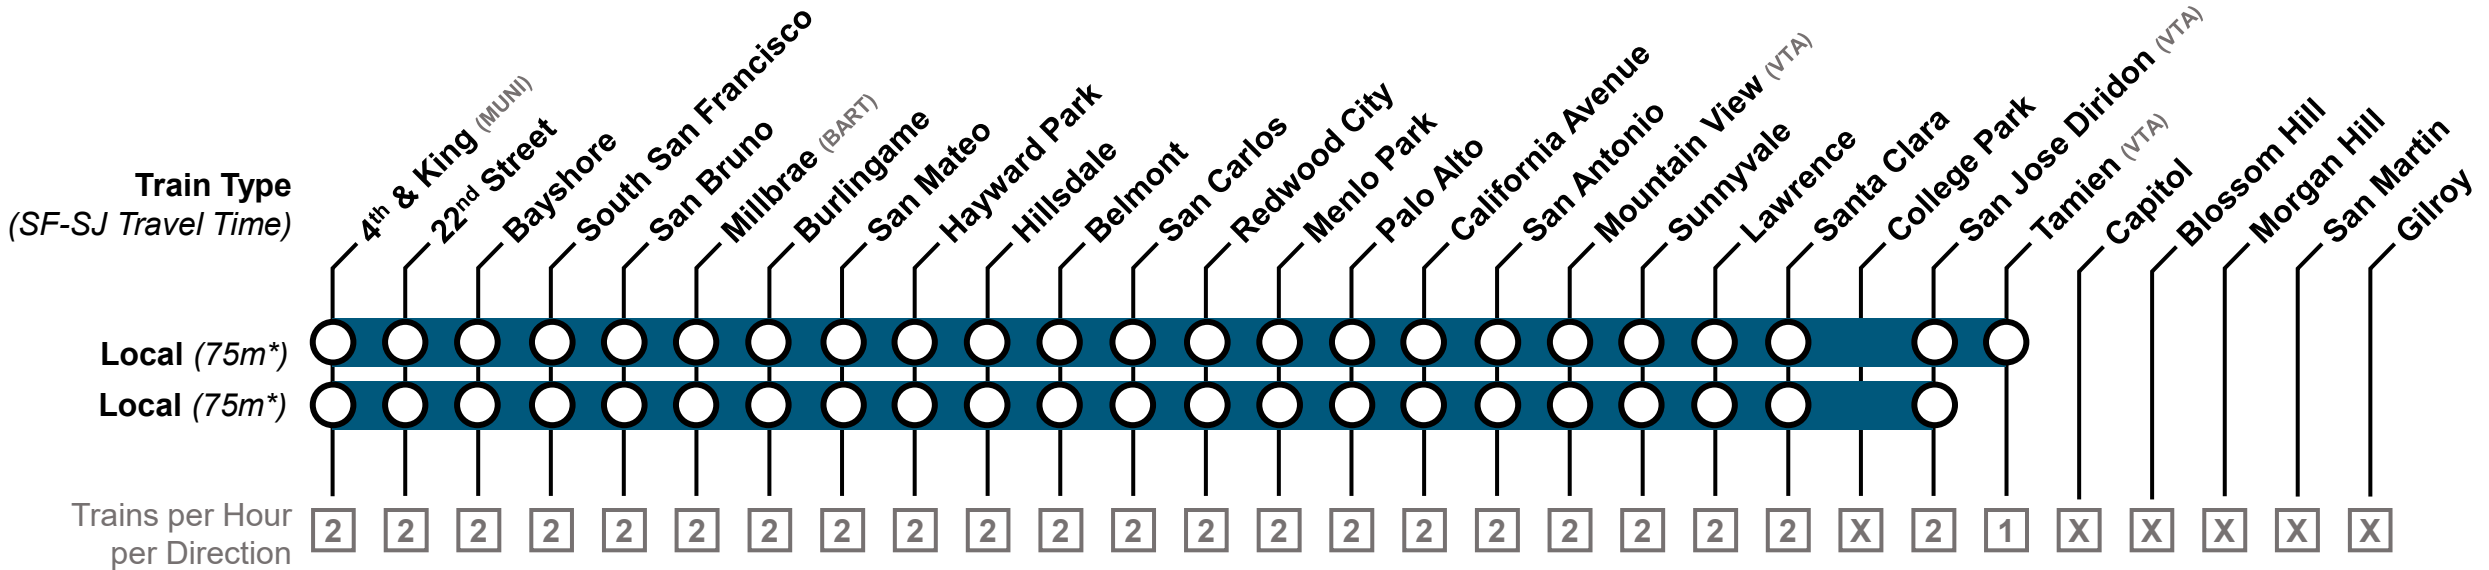 Train Type
(SF-SJ Travel Time)
4th & King (MUNI)
22nd Street
Bayshore
South San Francisco
San Bruno
Millbrae (BART)
Burlingame
San Mateo
Hayward Park
Hillsdale
Belmont
San Carlos
Redwood City
Menlo Park
Palo Alto
California Avenue
San Antonio
Mountain View (VTA)
Sunnyvale
Lawrence
Santa Clara
College Park
San Jose Diridon (VTA)
Tamien (VTA)
Capitol
Blossom Hill
Morgan Hill
San Martin
Gilroy
Local (75m*)
Local (75m*)
Trains per Hour
per Direction
2 2 2 2 2 2 2 2 2 2 2 2 2 2 2 2 2 2 2 2 2 X 2 1 X X X X X